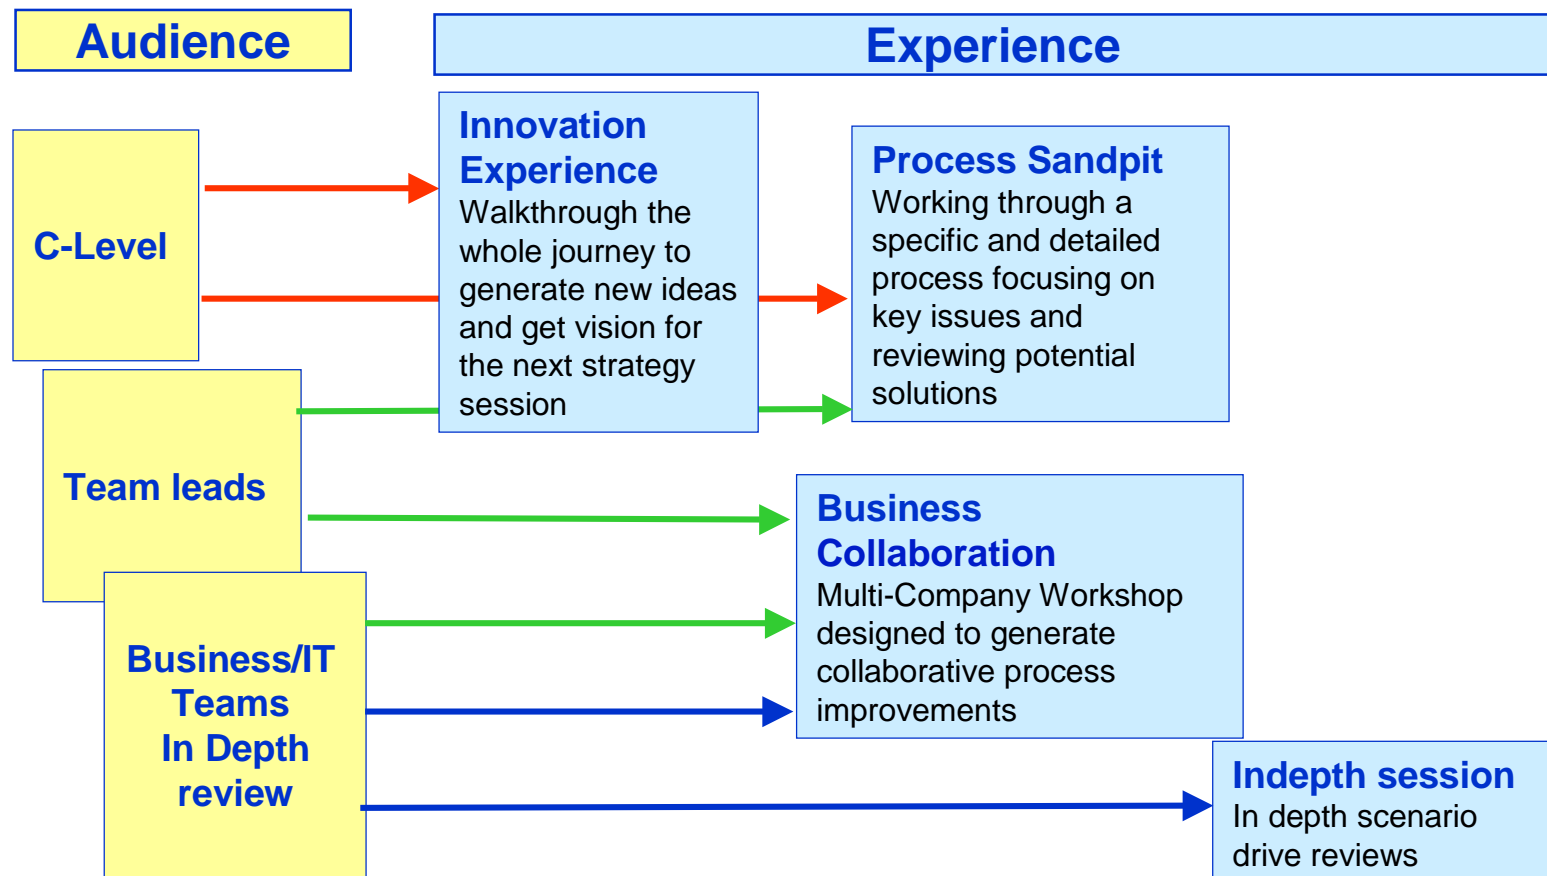 Audience
Experience
C-Level
Innovation
Experience
Walkthrough the
whole journey to
generate new ideas
and get vision for
the next strategy
session
Process Sandpit
Working through a
specific and detailed
process focusing on
key issues and
reviewing potential
solutions
Team leads
Business
Collaboration
Multi-Company Workshop
designed to generate
collaborative process
improvements
Business/IT
Teams
In Depth
review
Indepth session
In depth scenario
drive reviews